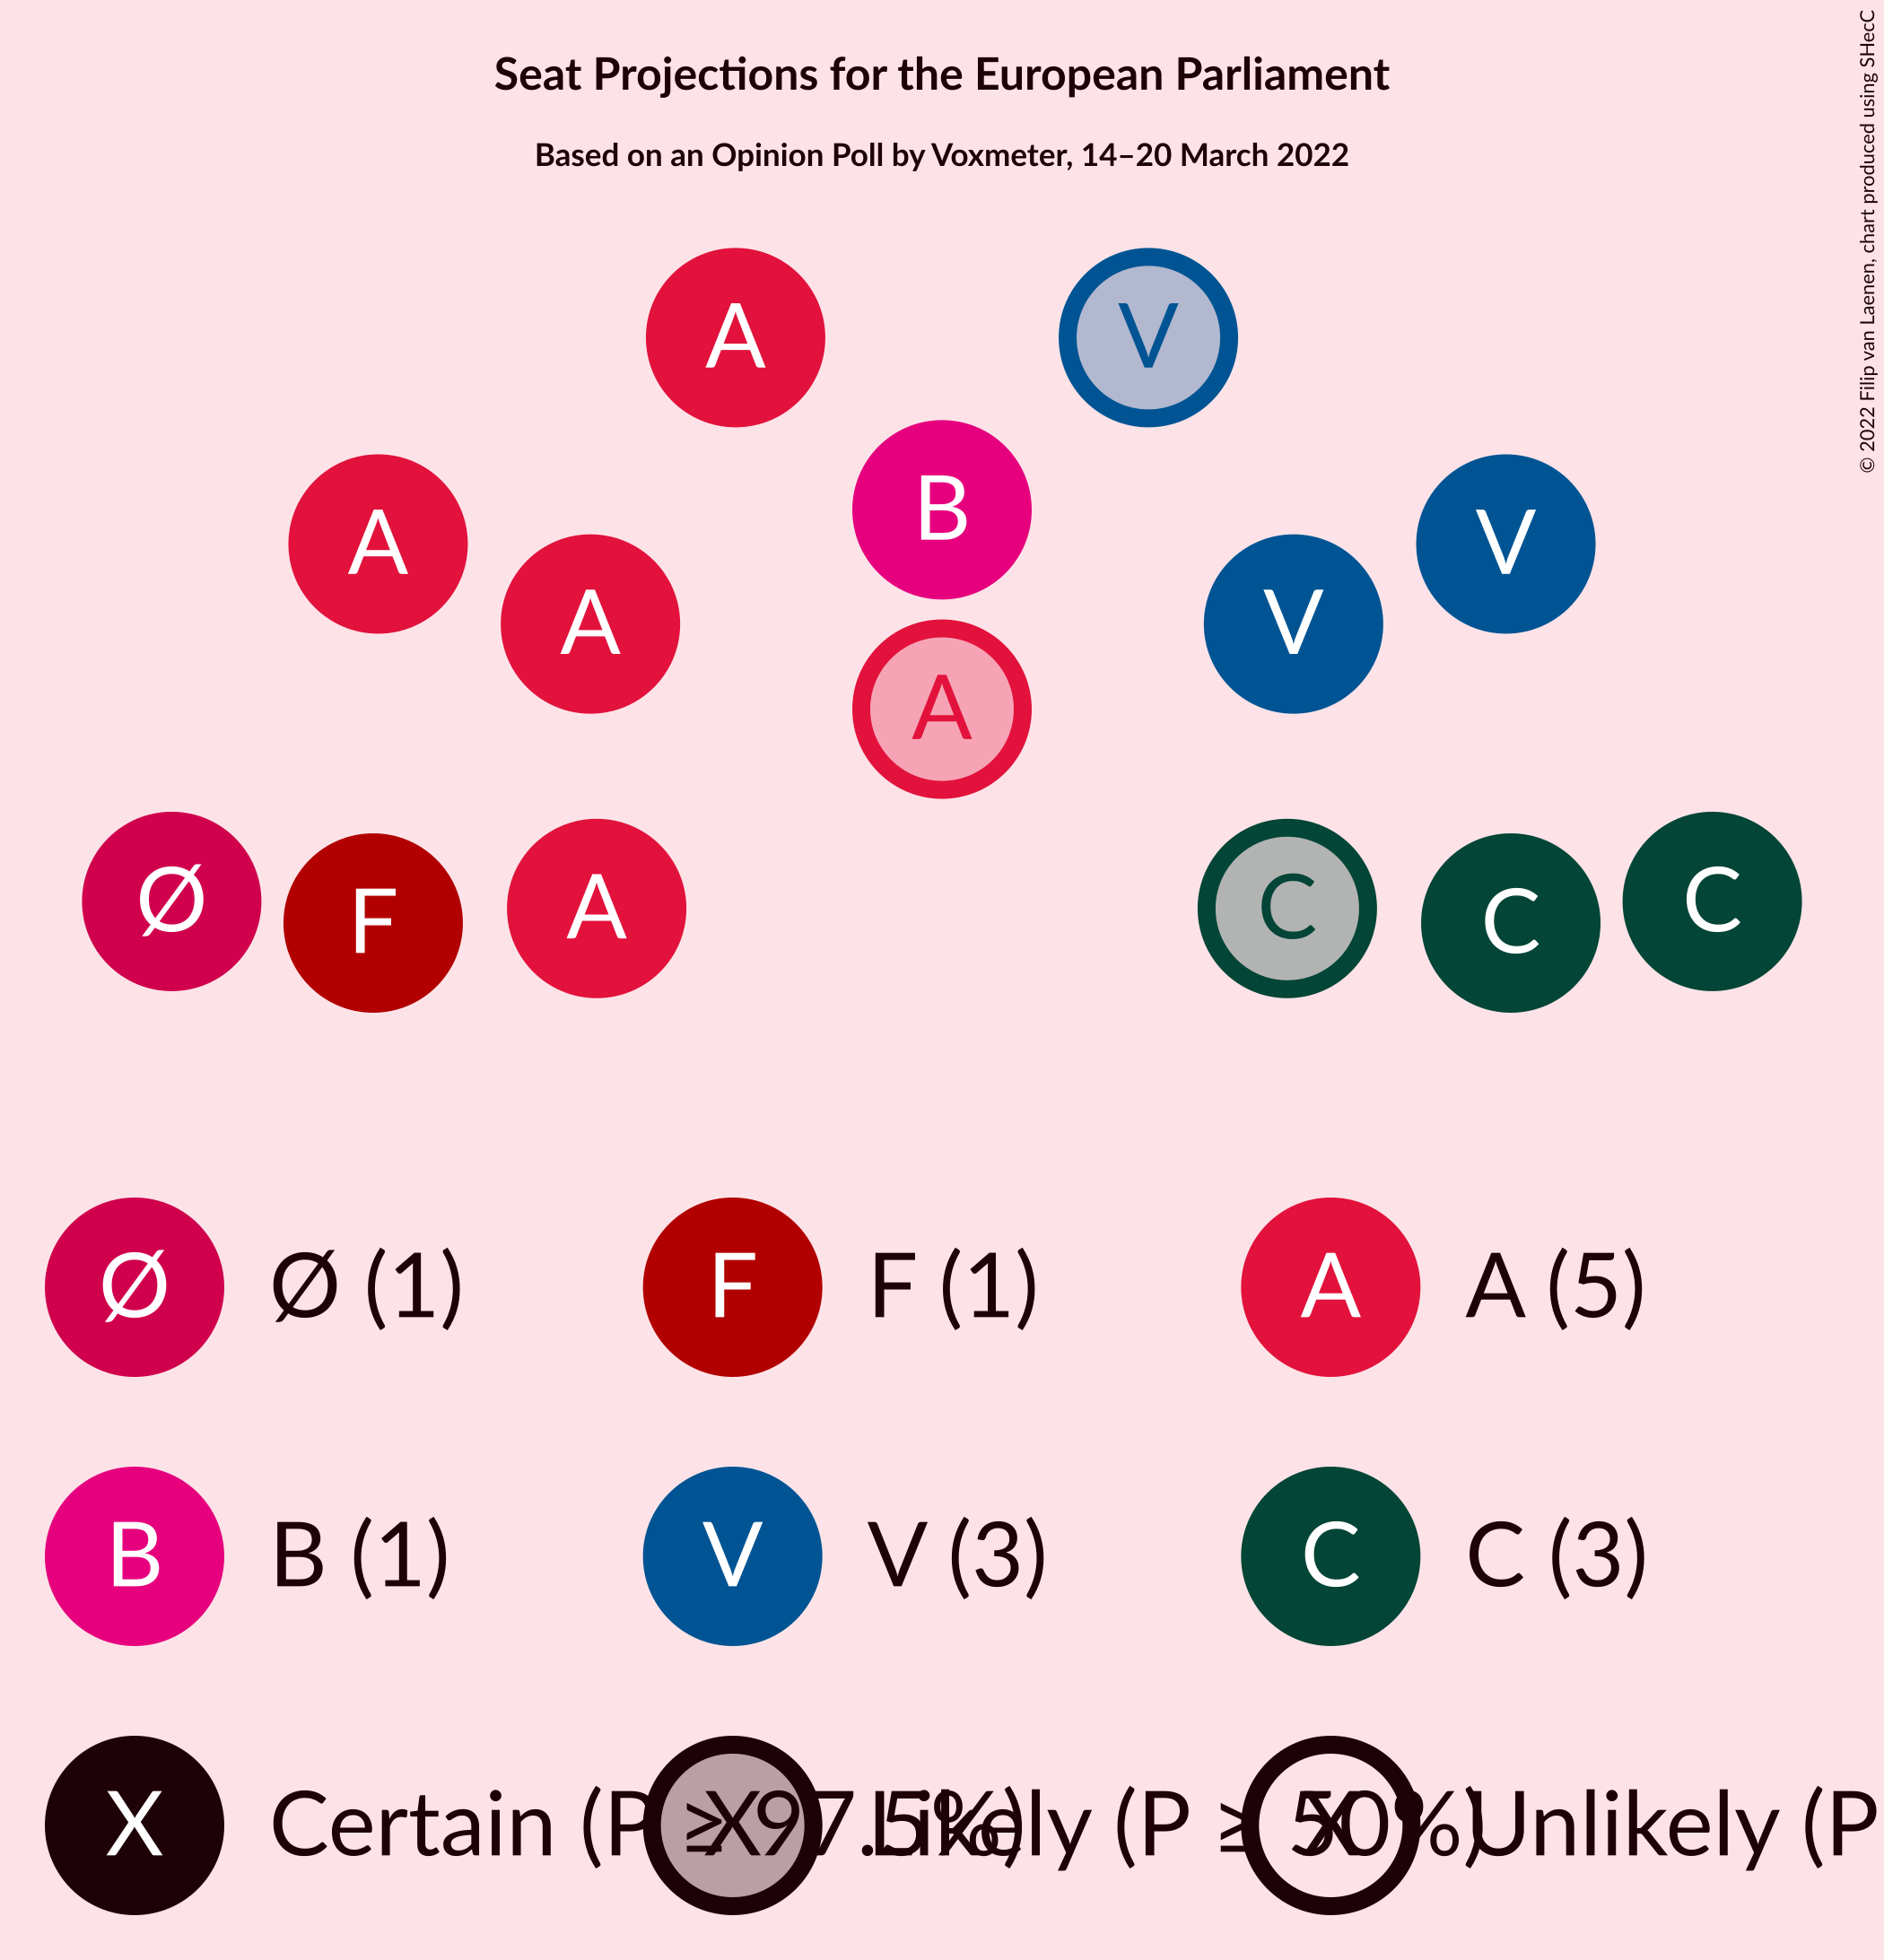 Seat Projections for the European Parliament
Based on an Opinion Poll by Voxmeter, 14–20 March 2022
© 2022 Filip van Laenen, chart produced using SHecC
A V
B
A V
A V
A
Ø C
F A C C
Ø Ø (1) F F (1) A A (5)
B B (1) V V (3) C C (3)
X Certain (P ≥ 97.5%) X Likely (P ≥ 50%) X Unlikely (P